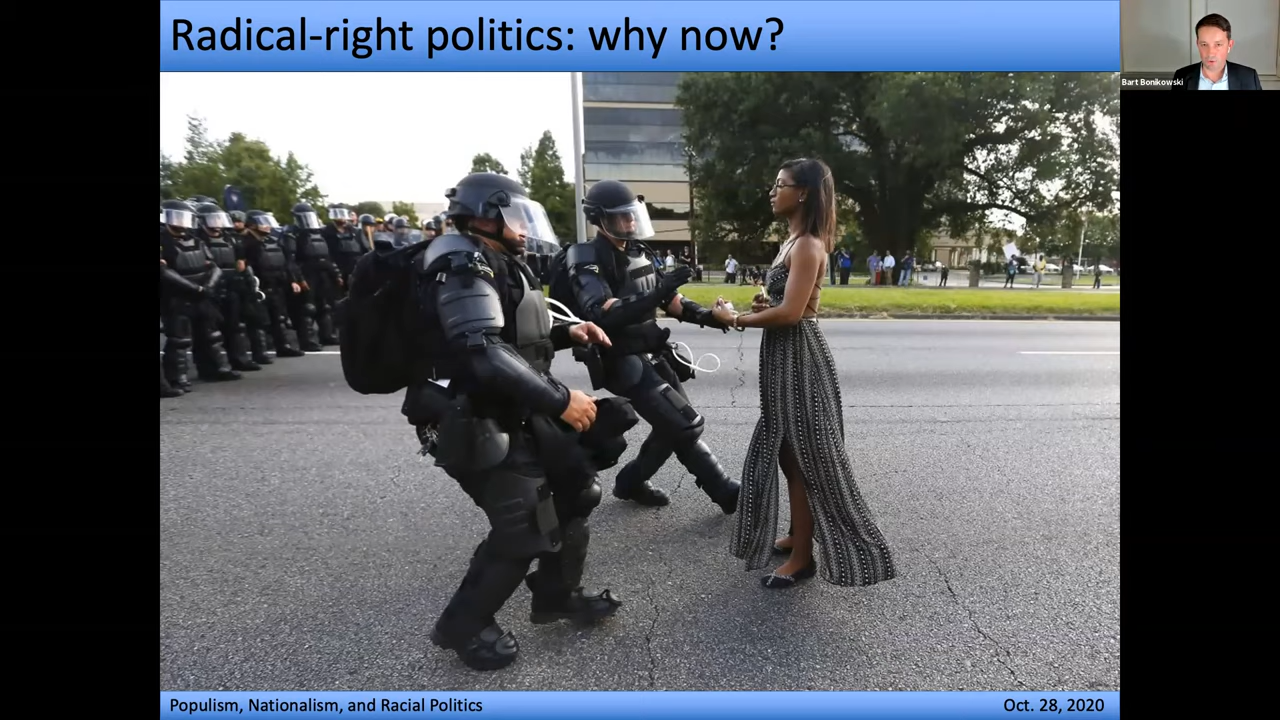 Radical-right politics: why now?
Bart Bonikowski
Populism, Nationalism, and Racial Politics
Oct. 28, 2020